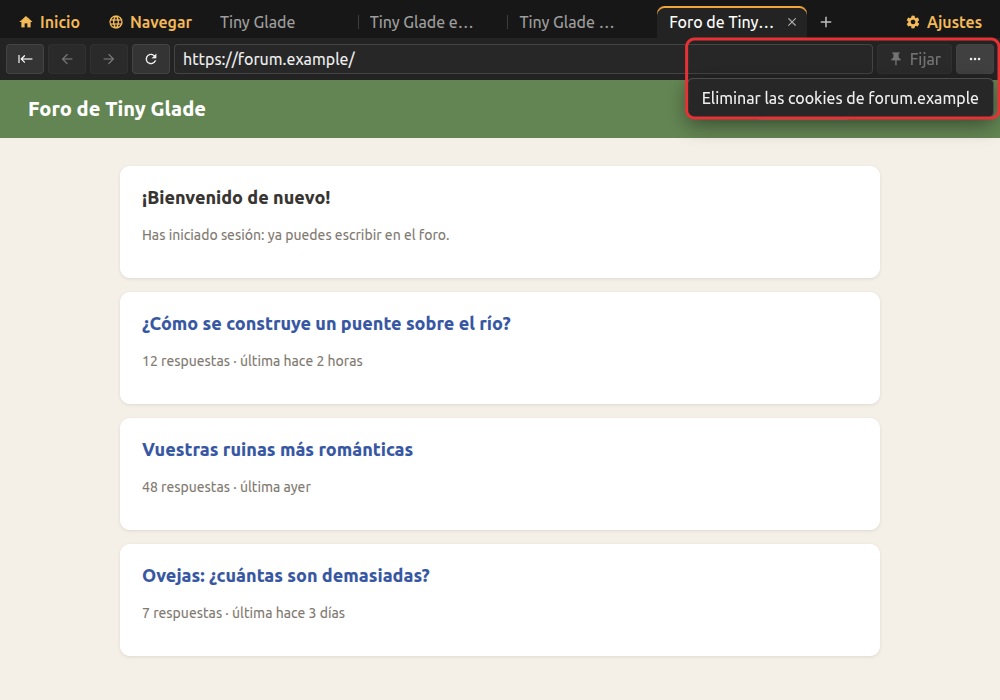 Inicio
Navegar
Tiny Glade
Tiny Glade e...
Tiny Glade ...
Foro de Tiny...
Ajustes
https://forum.example/
Fijar
Eliminar las cookies de forum.example
Foro de Tiny Glade
¡Bienvenido de nuevo!
Has iniciado sesión: ya puedes escribir en el foro.
¿Cómo se construye un puente sobre el río?
12 respuestas · última hace 2 horas
Vuestras ruinas más románticas
48 respuestas · última ayer
Ovejas: ¿cuántas son demasiadas?
7 respuestas · última hace 3 días